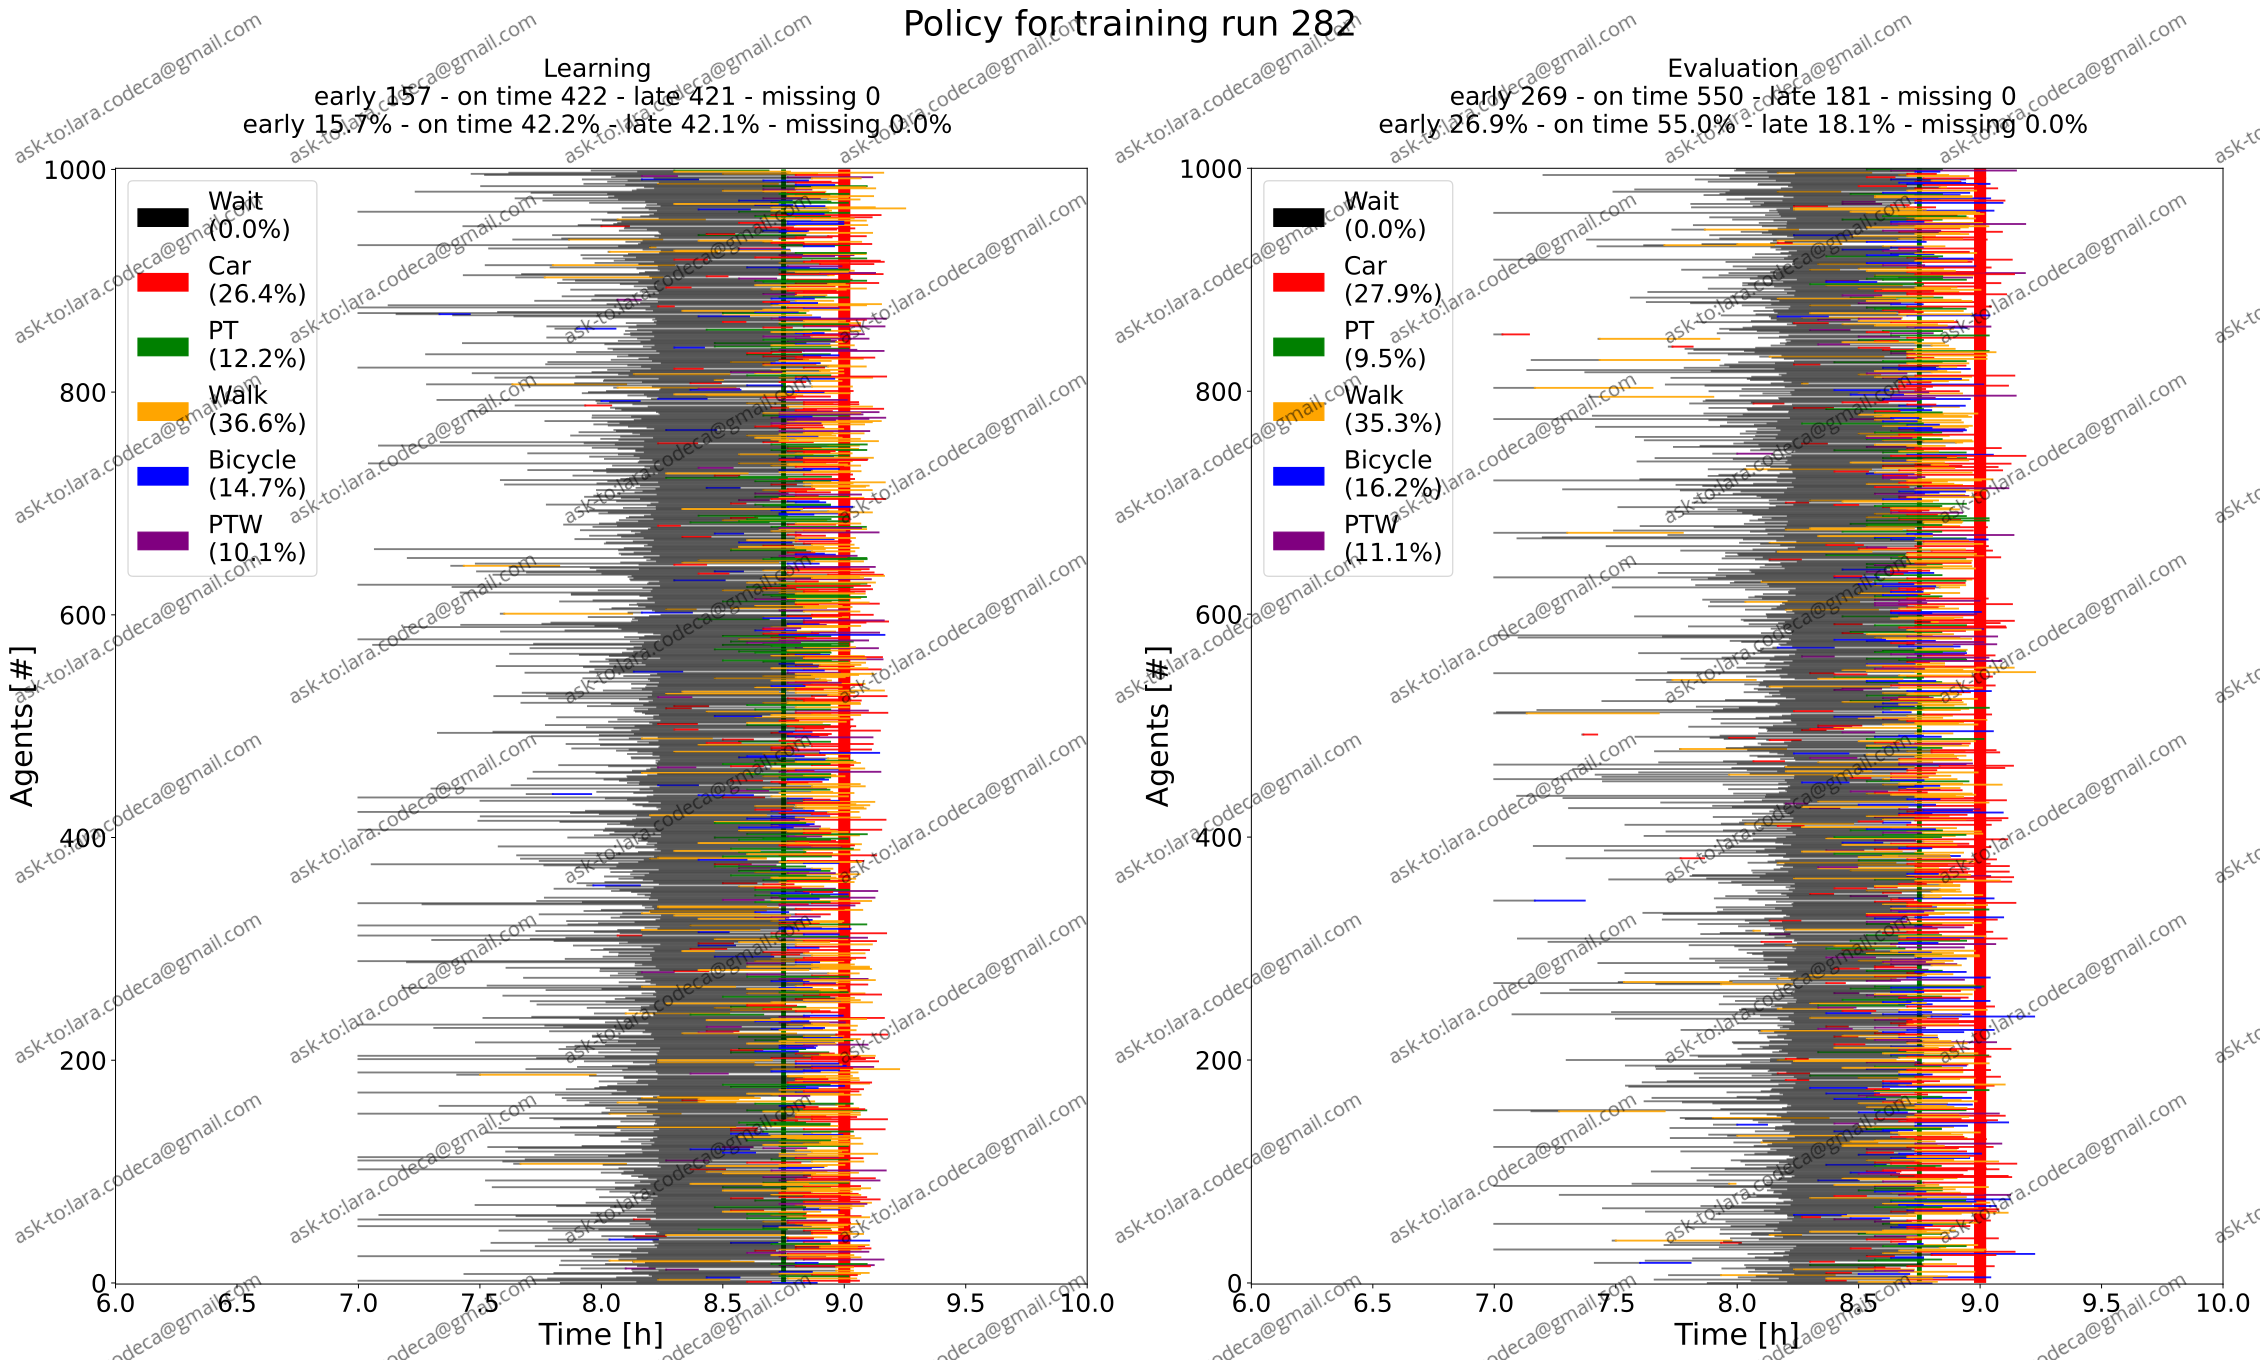 Policy for training run 282
Learning
early 157 - on time 422 - late 421 - missing 0
early 15.7% - on time 42.2% - late 42.1% - missing 0.0%
Evaluation
early 269 - on time 550 - late 181 - missing 0
early 26.9% - on time 55.0% - late 18.1% - missing 0.0%
Agents [#]
1000
800
600
400
200
0
Wait
(0.0%)
Car
(26.4%)
PT
(12.2%)
Walk
(36.6%)
Bicycle
(14.7%)
PTW
(10.1%)
6.0 6.5 7.0 7.5 8.0 8.5 9.0 9.5 10.0
Time [h]
Agents [#]
1000
800
600
400
200
0
Wait
(0.0%)
Car
(27.9%)
PT
(9.5%)
Walk
(35.3%)
Bicycle
(16.2%)
PTW
(11.1%)
6.0 6.5 7.0 7.5 8.0 8.5 9.0 9.5 10.0
Time [h]
ask-to:lara.codeca@gmail.com